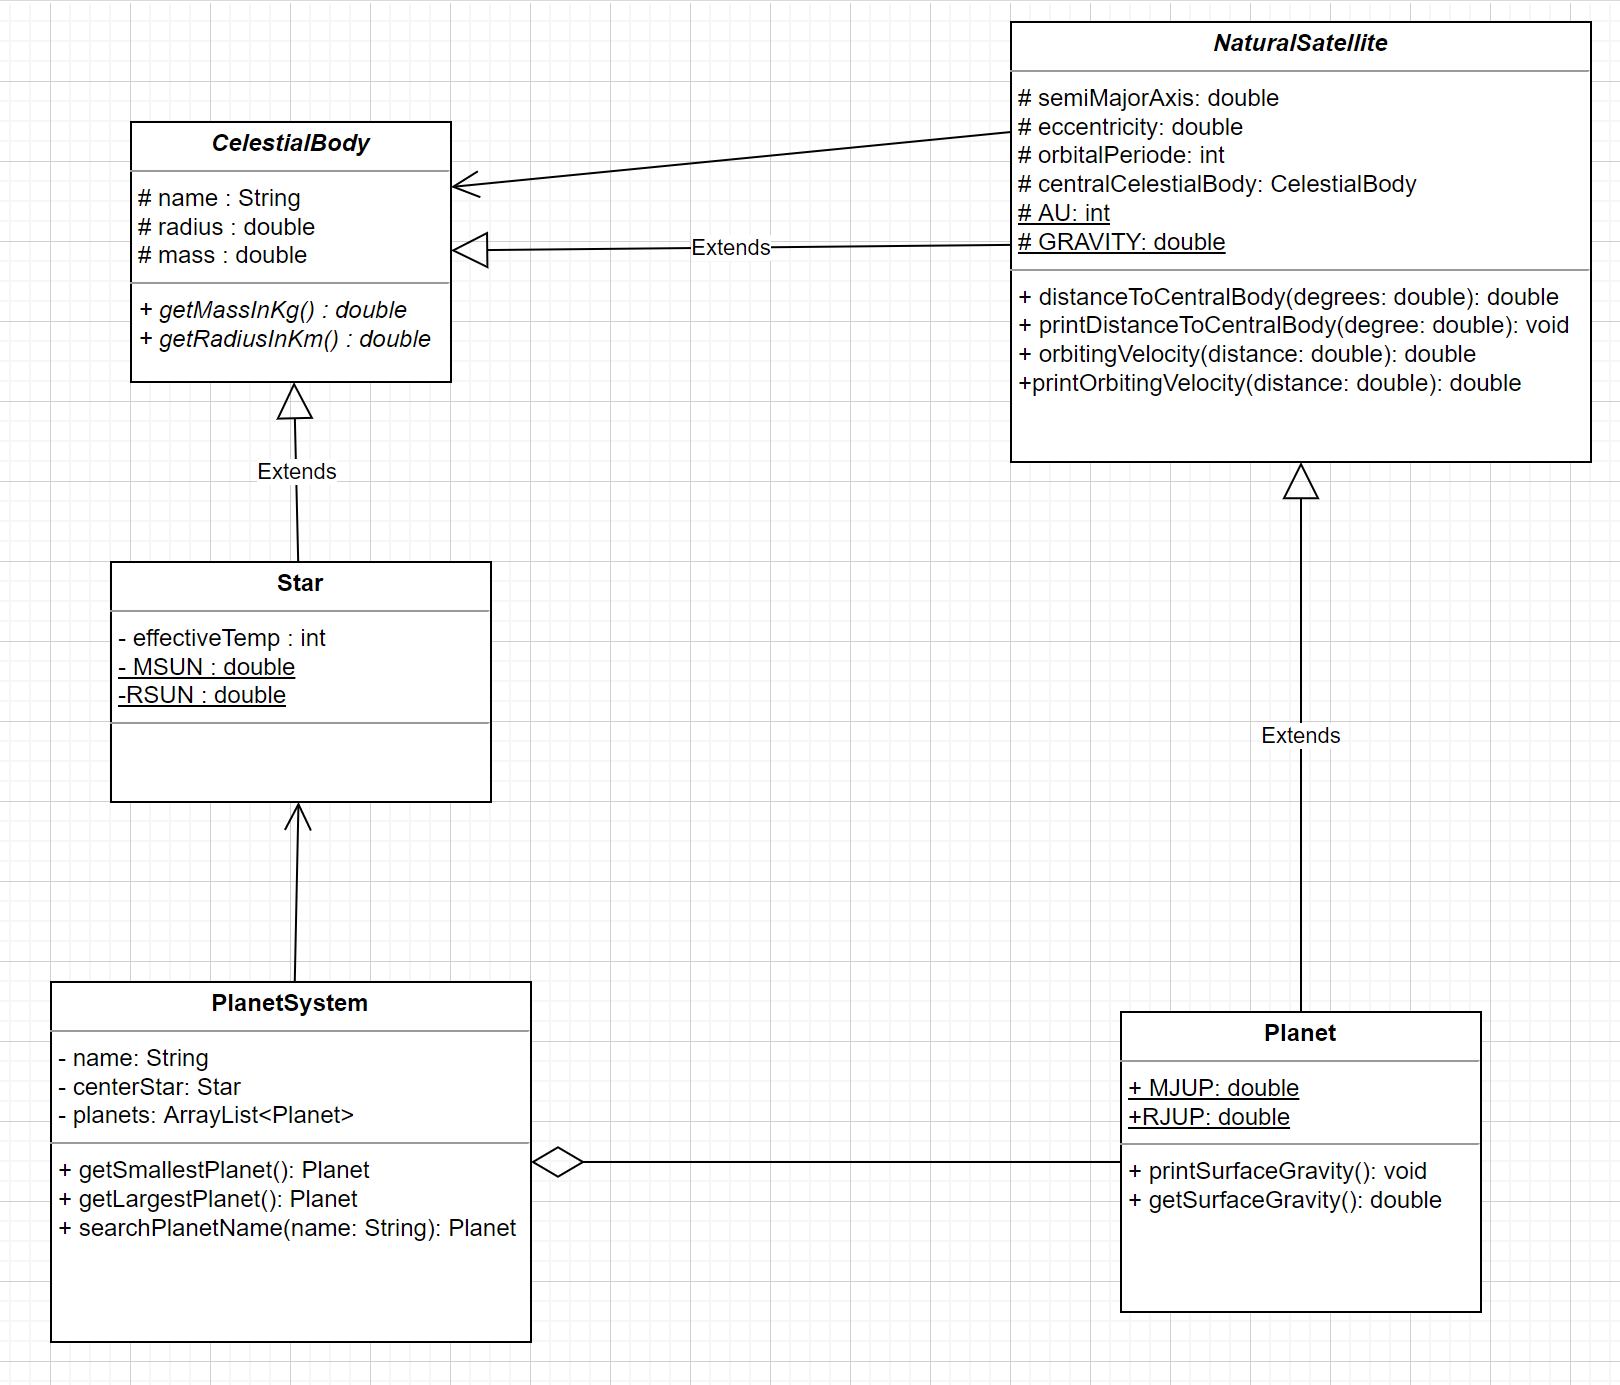 NaturalSatellite
# semiMajorAxis: double
# eccentricity: double
# orbitalPeriode: int
# centralCelestialBody: CelestialBody
# AU: int
# GRAVITY: double
+ distanceToCentralBody(degrees: double): double
+ printDistanceToCentralBody(degree: double): void
+ orbitingVelocity(distance: double): double
+printOrbitingVelocity(distance: double): double
CelestialBody
# name : String
# radius : double
# mass : double
+ getMassInKg() : double
+ getRadiusInKm() : double
Extends
Extends
Star
- effectiveTemp : int
- MSUN : double
-RSUN : double
Extends
PlanetSystem
- name: String
- centerStar: Star
- planets: ArrayList<Planet>
+ getSmallestPlanet(): Planet
+ getLargestPlanet(): Planet
+ searchPlanetName(name: String): Planet
Planet
+ MJUP: double
+RJUP: double
+ printSurfaceGravity(): void
+ getSurfaceGravity(): double